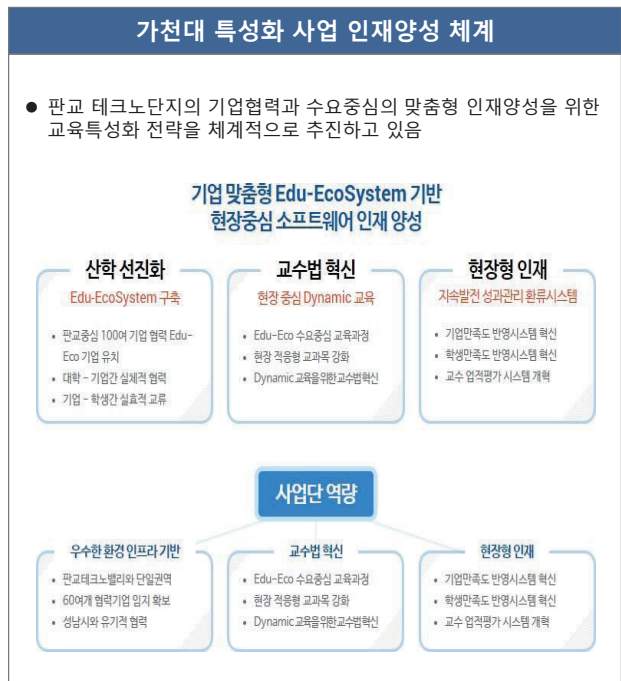 가천대 특성화 사업 인재양성 체계
● 판교 테크노단지의 기업협력과 수요중심의 맞춤형 인재양성을 위한
교육특성화 전략을 체계적으로 추진하고 있음
기업 맞춤형 Edu-EcoSystem 기반
현장중심 소프트웨어 인재 양성
산학 선진화
Edu-EcoSystem 구축
• 판교중심 100여 기업 협력 Edu-
Eco 기업 유치
• 대학 - 기업간 실체적 협력
• 기업 - 학생간 실효적 교류
교수법 혁신
현장 중심 Dynamic 교육
• Edu-Eco 수요중심 교육과정
• 현장 적응형 교과목 강화
• Dynamic 교육을위한교수법혁신
현장형 인재
지속발전 성과관리 환류시스템
• 기업만족도 반영시스템 혁신
• 학생만족도 반영시스템 혁신
• 교수 업적평가 시스템 개혁
사업단 역량
우수한 환경 인프라 기반
• 판교테크노밸리와 단일권역
• 60여개 협력기업 임지 확보
• 성남시와 유기적 협력
교수법 혁신
• Edu-Eco 수요중심 교육과정
• 현장 적응형 교과목 강화
• Dynamic 교육을위한교수법혁신
현장형 인재
• 기업만족도 반영시스템 혁신
• 학생만족도 반영시스템 혁신
• 교수 업적평가 시스템 개혁